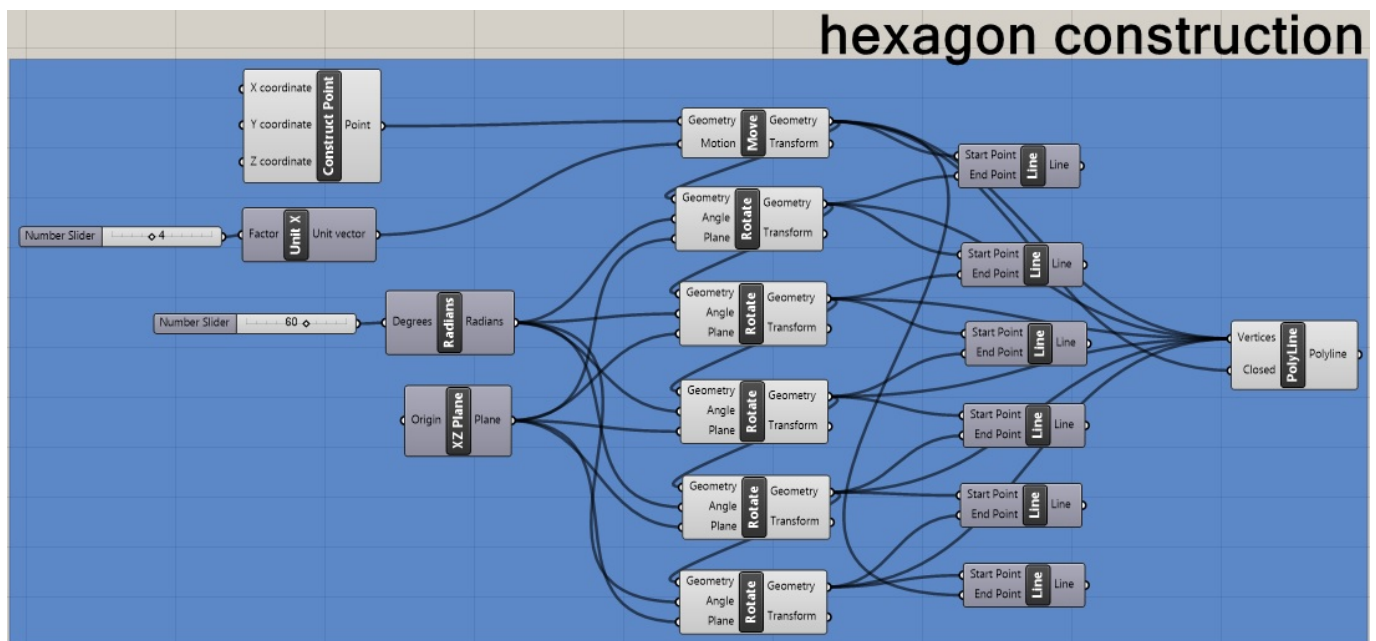 hexagon construction
X coordinate
Y coordinate
Z coordinate
Construct Point
Point
Geometry
Motion
Move
Geometry
Transform
Start Point
End Point
Line
Line
Number Slider
4
Factor
Unit X
Unit vector
Geometry
Angle
Plane
Rotate
Geometry
Transform
Start Point
End Point
Line
Line
Number Slider
60
Degrees
Radians
Radians
Geometry
Angle
Plane
Rotate
Geometry
Transform
Start Point
End Point
Line
Line
Vertices
Closed
PolyLine
Polyline
Origin
XZ Plane
Plane
Geometry
Angle
Plane
Rotate
Geometry
Transform
Start Point
End Point
Line
Line
Geometry
Angle
Plane
Rotate
Geometry
Transform
Start Point
End Point
Line
Line
Geometry
Angle
Plane
Rotate
Geometry
Transform
Start Point
End Point
Line
Line